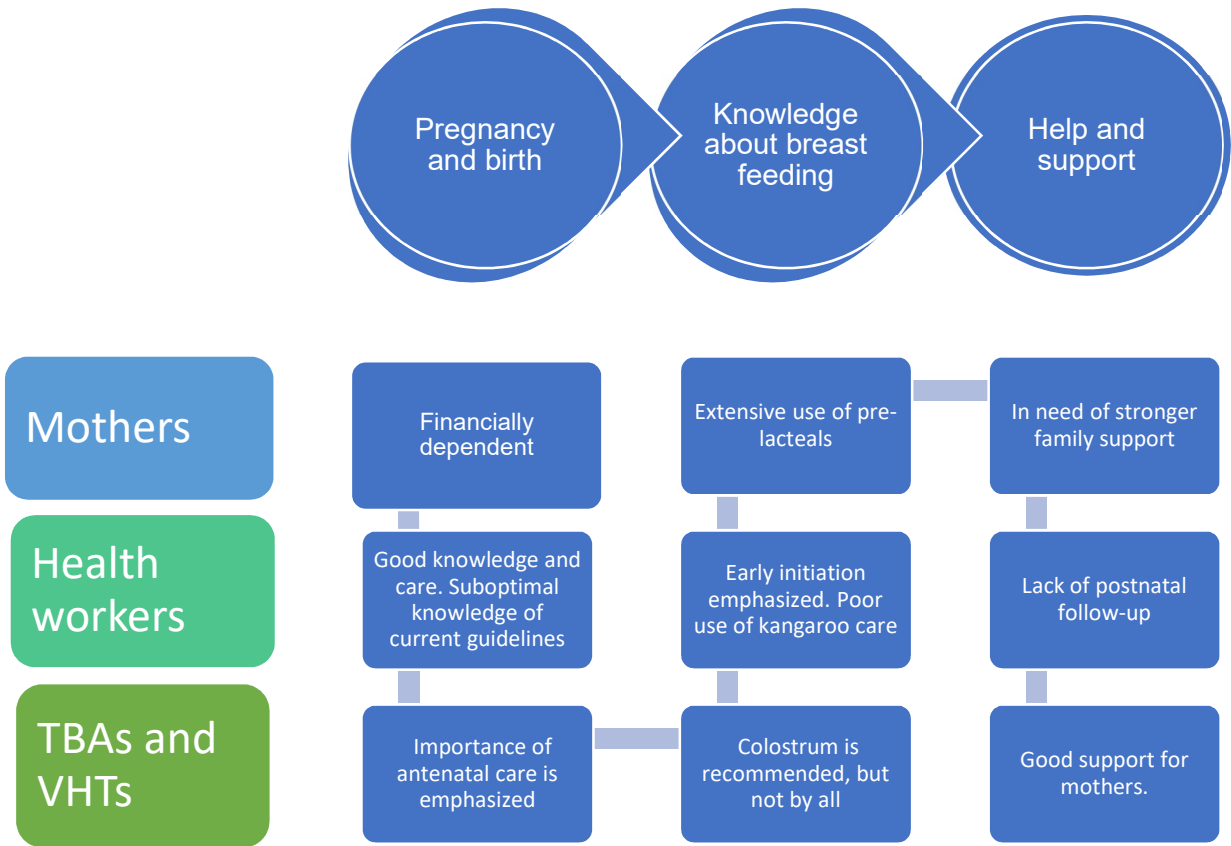 Pregnancy
and birth
Knowledge
about breast
feeding
Help and
support
Mothers
Financially
dependent
Extensive use of pre-
lacteals
In need of stronger
family support
Health
workers
Good knowledge and
care. Suboptimal
knowledge of
current guidelines
Early initiation
emphasized. Poor
use of kangaroo care
Lack of postnatal
follow-up
TBAs and
VHTs
Importance of
antenatal care is
emphasized
Colostrum is
recommended, but
not by all
Good support for
mothers.